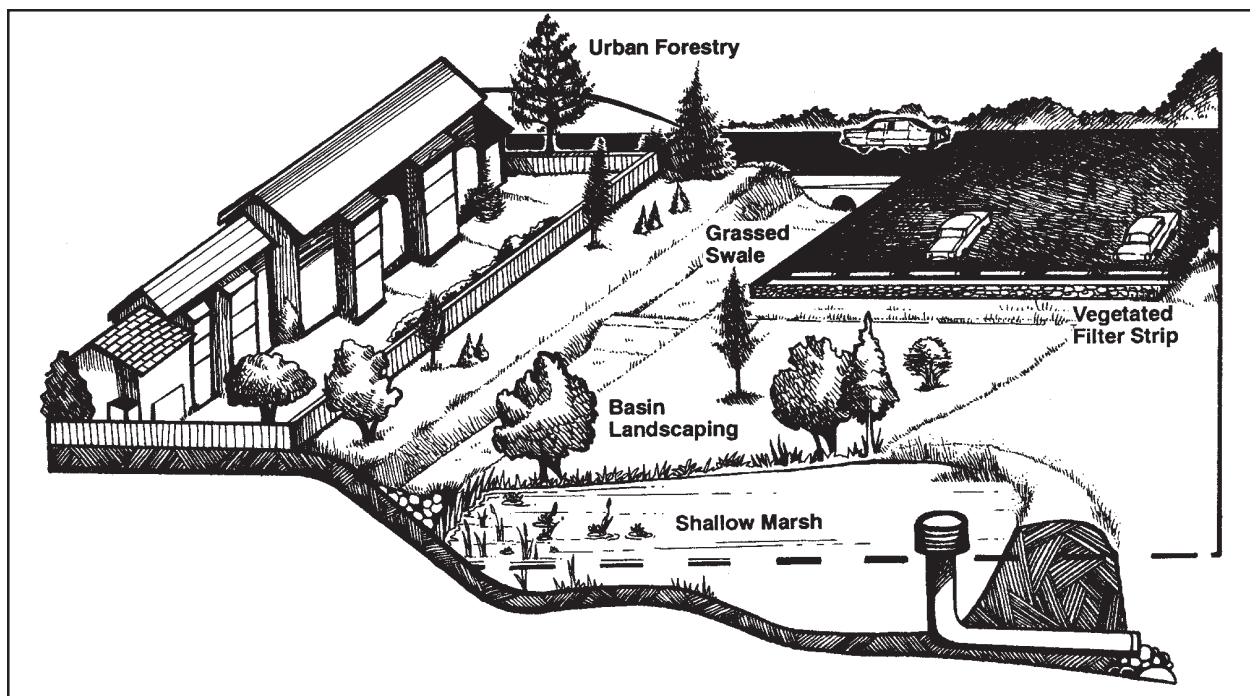 Urban Forestry
Grassed
Swale
Vegetated
Filter Strip
Basin
Landscaping
Shallow Marsh